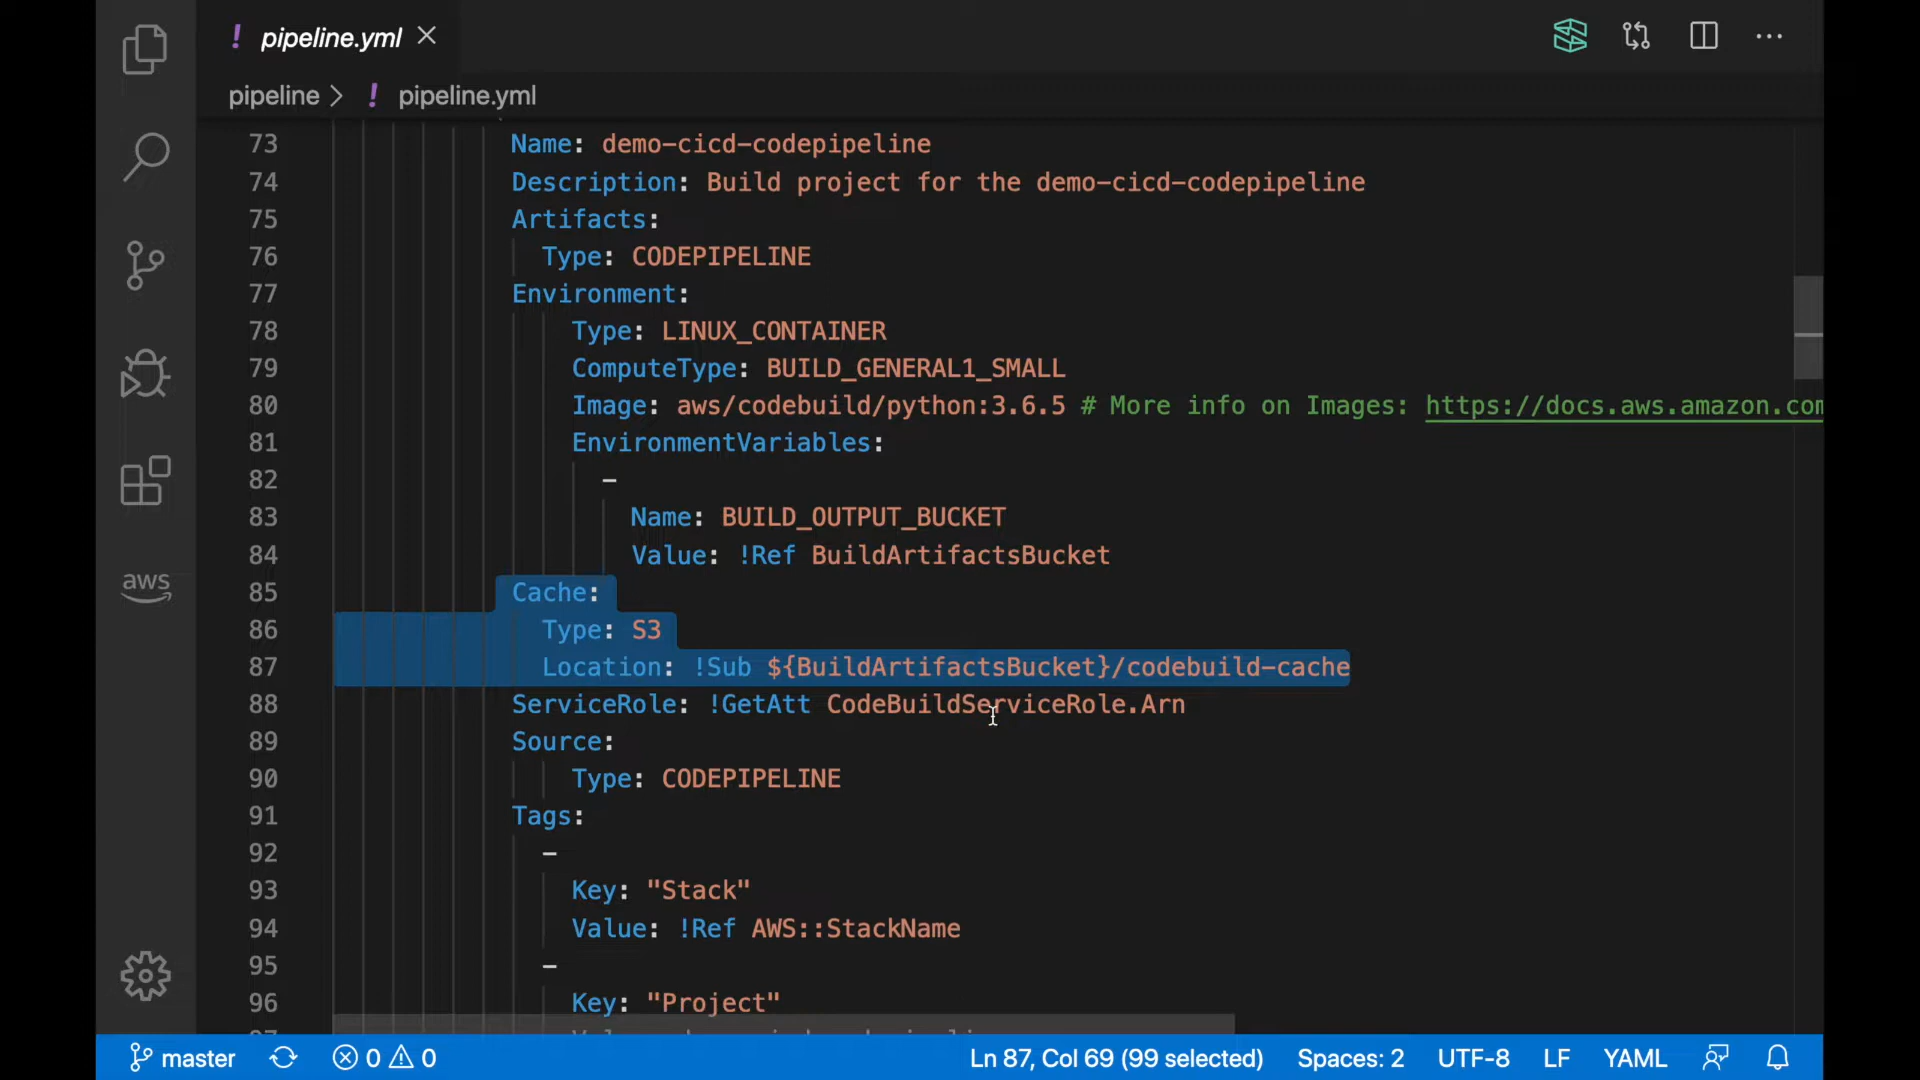 ! pipeline.yml
pipeline > ! pipeline.yml
73 Name: demo-cicd-codepipeline
74 Description: Build project for the demo-cicd-codepipeline
75 Artifacts:
76 Type: CODEPIPELINE
77 Environment:
78 Type: LINUX_CONTAINER
79 ComputeType: BUILD_GENERAL1_SMALL
80 Image: aws/codebuild/python:3.6.5 # More info on Images: https://docs.aws.amazon.com
81 EnvironmentVariables:
82 -
83 Name: BUILD_OUTPUT_BUCKET
84 Value: !Ref BuildArtifactsBucket
85 Cache:
86 Type: S3
87 Location: !Sub ${BuildArtifactsBucket}/codebuild-cache
88 ServiceRole: !GetAtt CodeBuildServiceRole.Arn
89 Source:
90 Type: CODEPIPELINE
91 Tags:
92 -
93 Key: "Stack"
94 Value: !Ref AWS::StackName
95 -
96 Key: "Project"
aws
master 0 0 Ln 87, Col 69 (99 selected) Spaces: 2 UTF-8 LF YAML